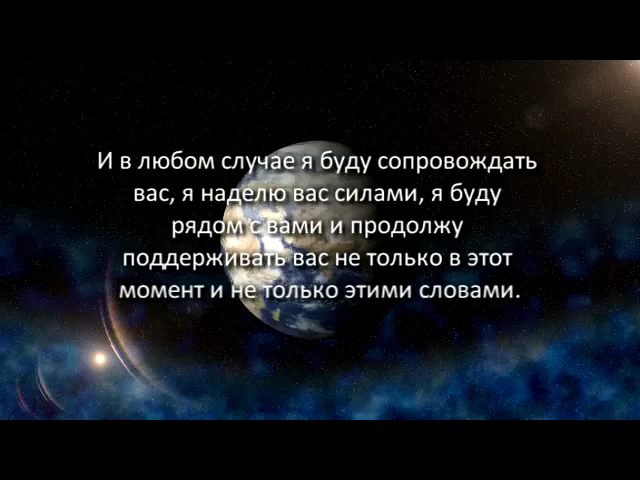 И в любом случае я буду сопровождать
вас, я наделю вас силами, я буду
рядом с вами и продолжу
поддерживать вас не только в этот
момент и не только этими словами.